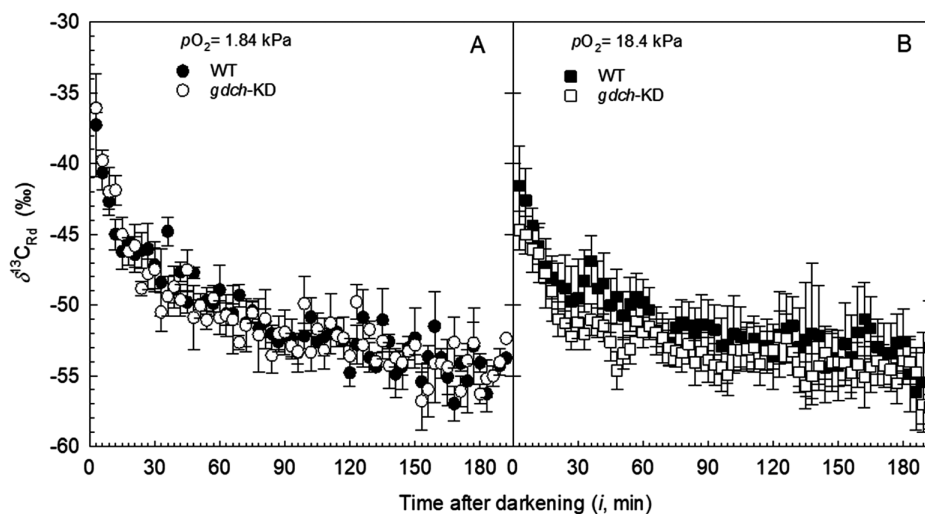 -30
-35
-40
-45
-50
-55
-60
δ¹³C_Rd (‰)
pO₂= 1.84 kPa
A
WT
gdch-KD
pO₂= 18.4 kPa
B
WT
gdch-KD
0 30 60 90 120 150 180 0 30 60 90 120 150 180
Time after darkening (i, min)